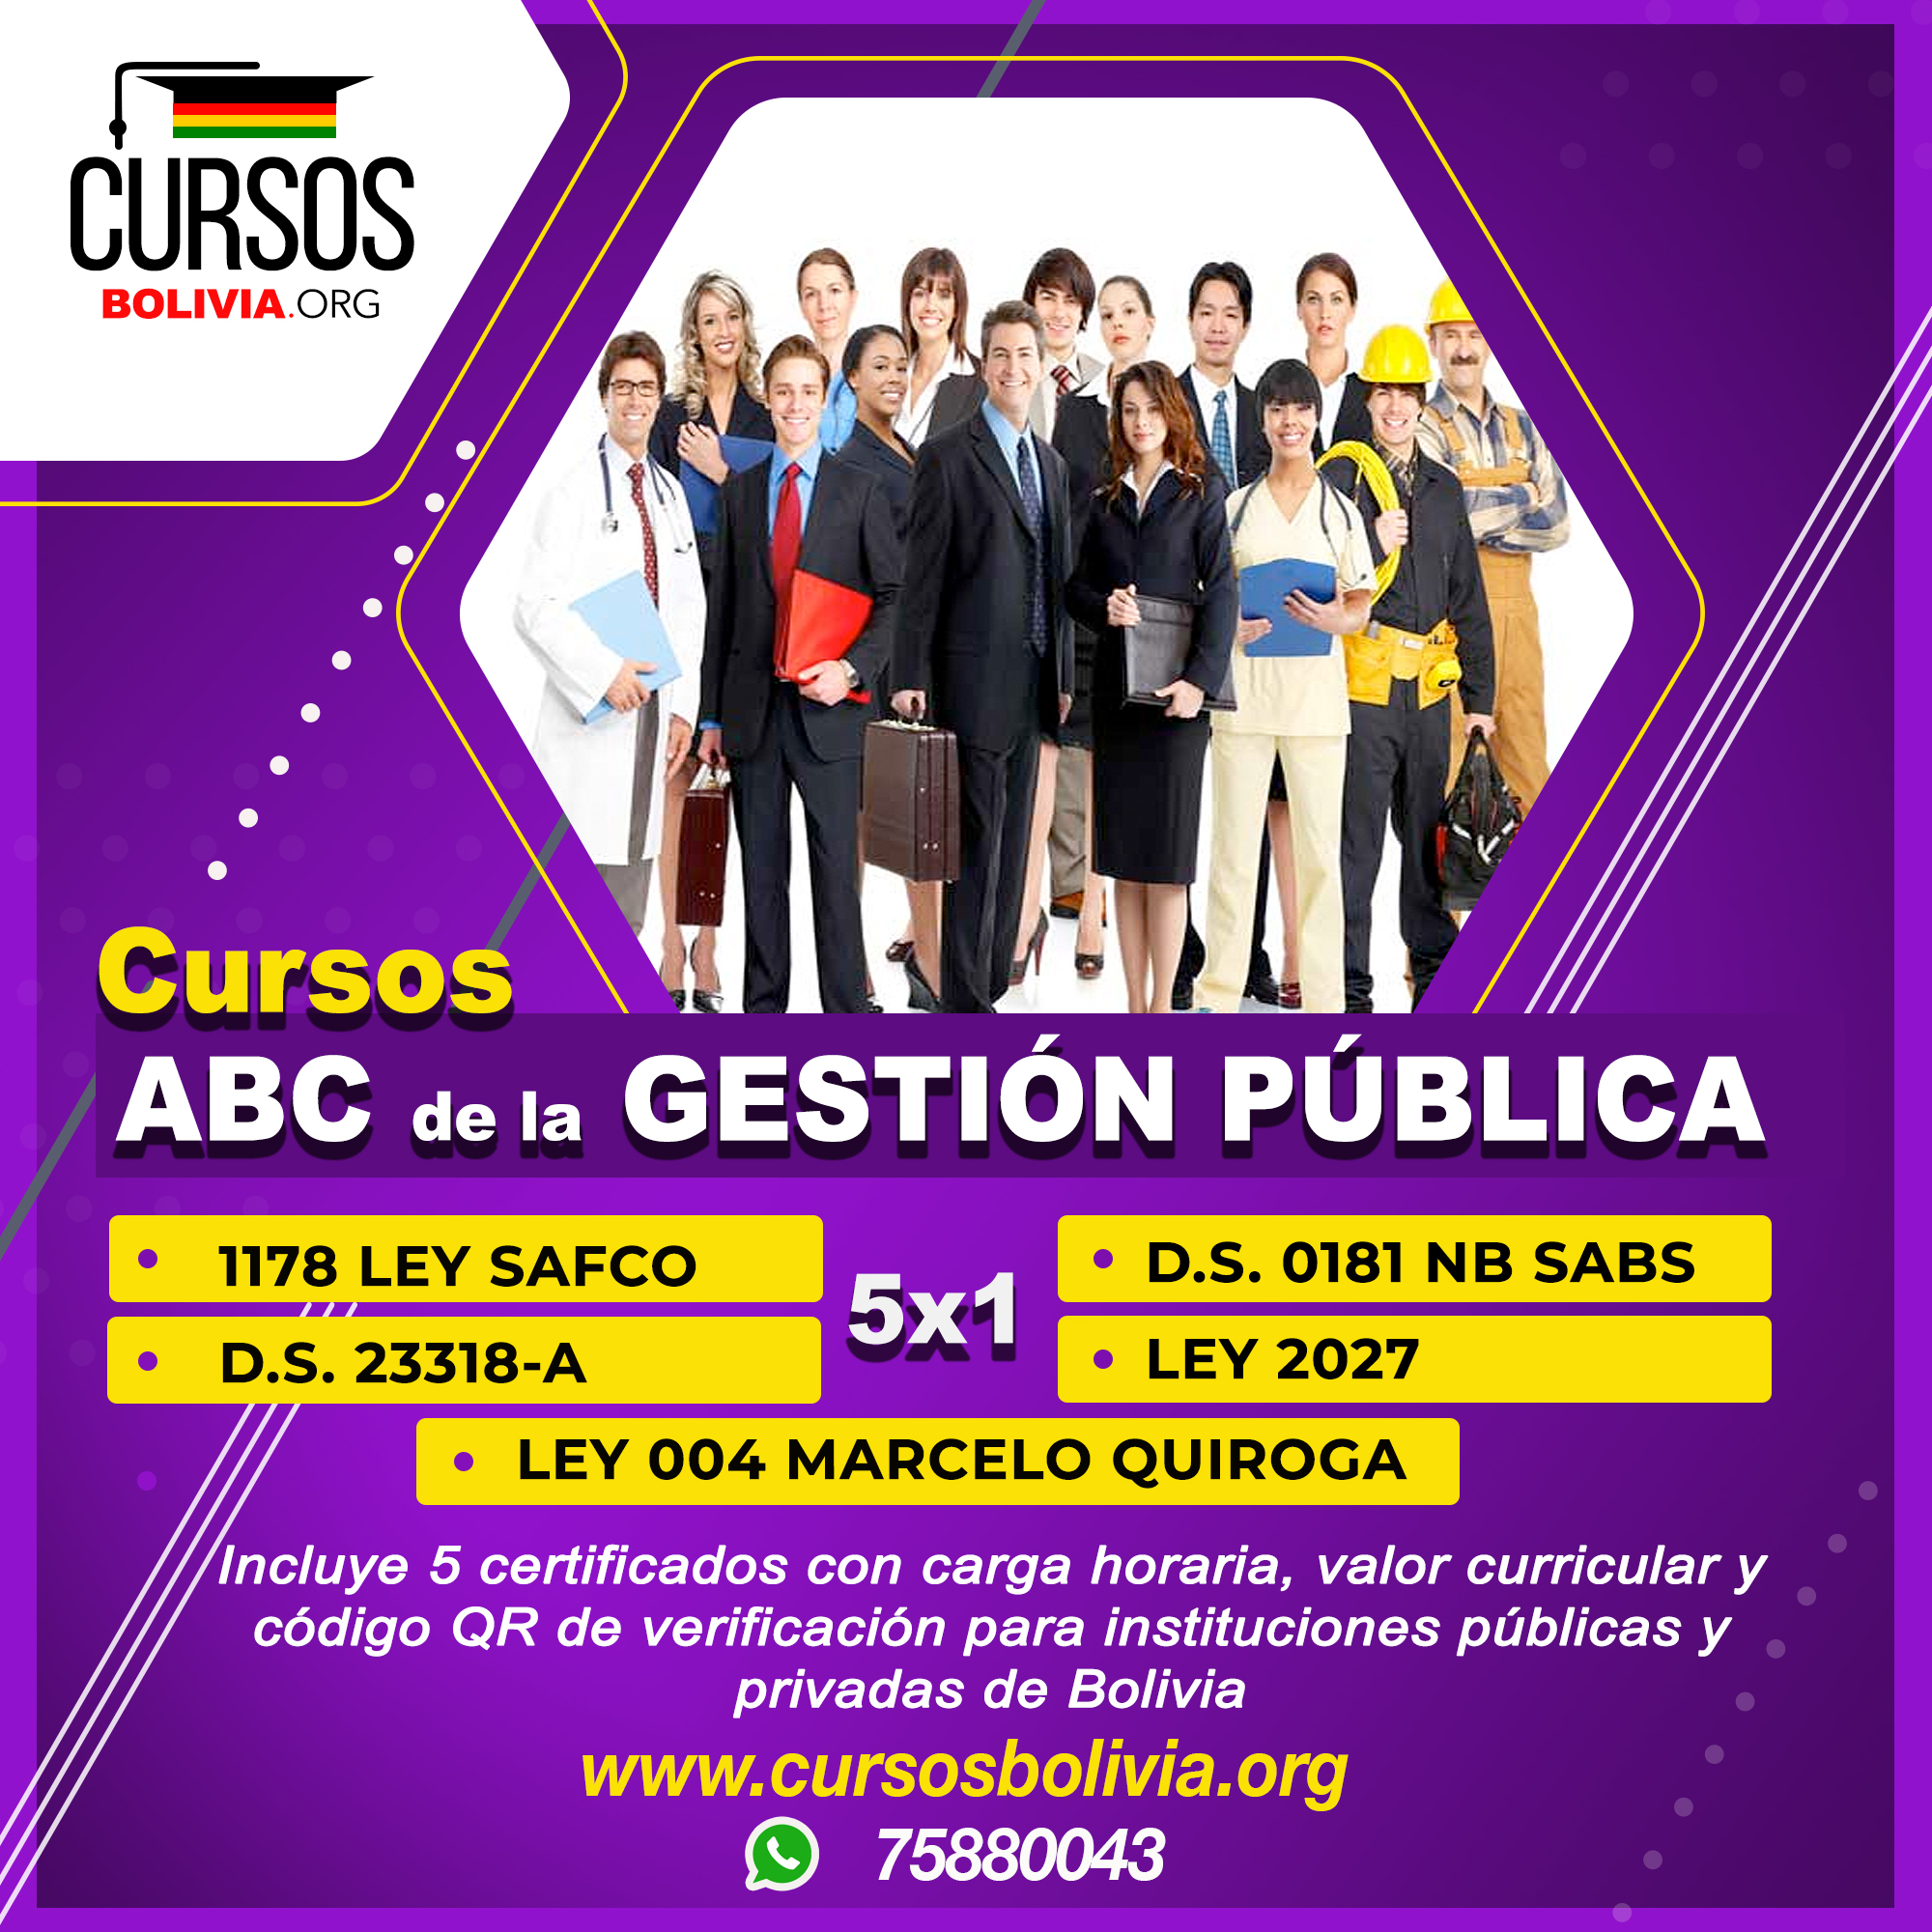 CURSOS
BOLIVIA.ORG
Cursos
ABC de la GESTIÓN PÚBLICA
• 1178 LEY SAFCO
• D.S. 23318-A
5x1
• D.S. 0181 NB SABS
• LEY 2027
• LEY 004 MARCELO QUIROGA
Incluye 5 certificados con carga horaria, valor curricular y
código QR de verificación para instituciones públicas y
privadas de Bolivia
www.cursosbolivia.org
75880043